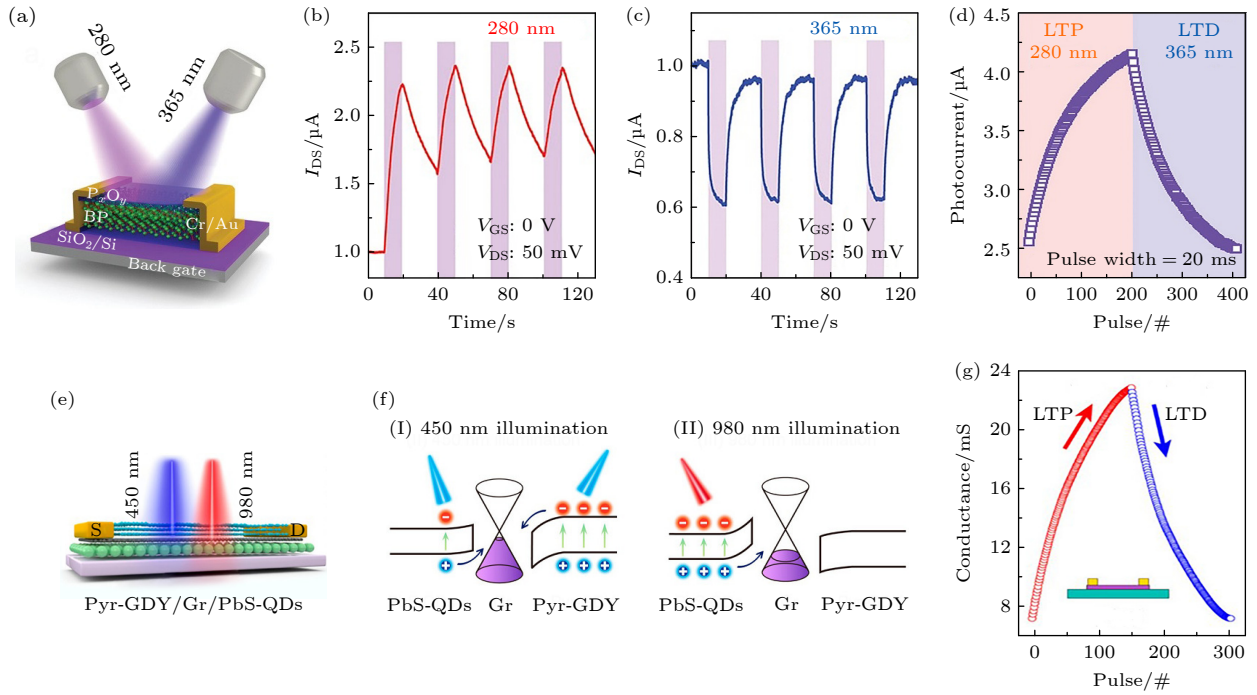 (a)
280 nm
365 nm
PxOy
BP
Cr/Au
SiO2/Si
Back gate
(b)
280 nm
IDS/μA
2.5
2.0
1.5
1.0
VGS: 0 V
VDS: 50 mV
0 40 80 120
Time/s
(c)
365 nm
IDS/μA
1.2
1.0
0.8
0.6
0.4
VGS: 0 V
VDS: 50 mV
0 40 80 120
Time/s
(d)
LTP
280 nm
LTD
365 nm
Photocurrent/μA
4.5
4.0
3.5
3.0
2.5
Pulse width = 20 ms
0 100 200 300 400
Pulse/#
(e)
450 nm
980 nm
S
D
Pyr-GDY/Gr/PbS-QDs
(f)
(I) 450 nm illumination
PbS-QDs Gr Pyr-GDY
(II) 980 nm illumination
PbS-QDs Gr Pyr-GDY
(g)
LTP
LTD
Conductance/mS
24
20
16
12
8
0 100 200 300
Pulse/#